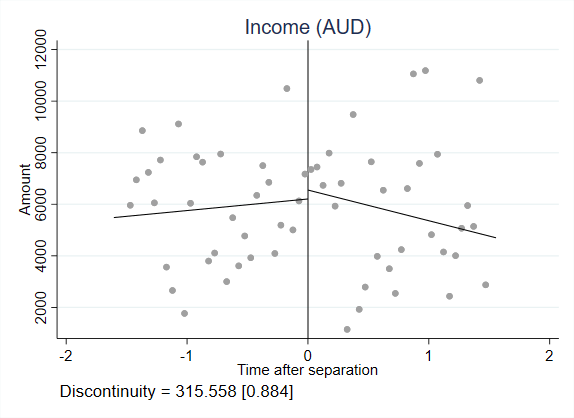 Income (AUD)
12000
10000
8000
6000
4000
2000
Amount
-2
-1
0
1
2
Time after separation
Discontinuity = 315.558 [0.884]